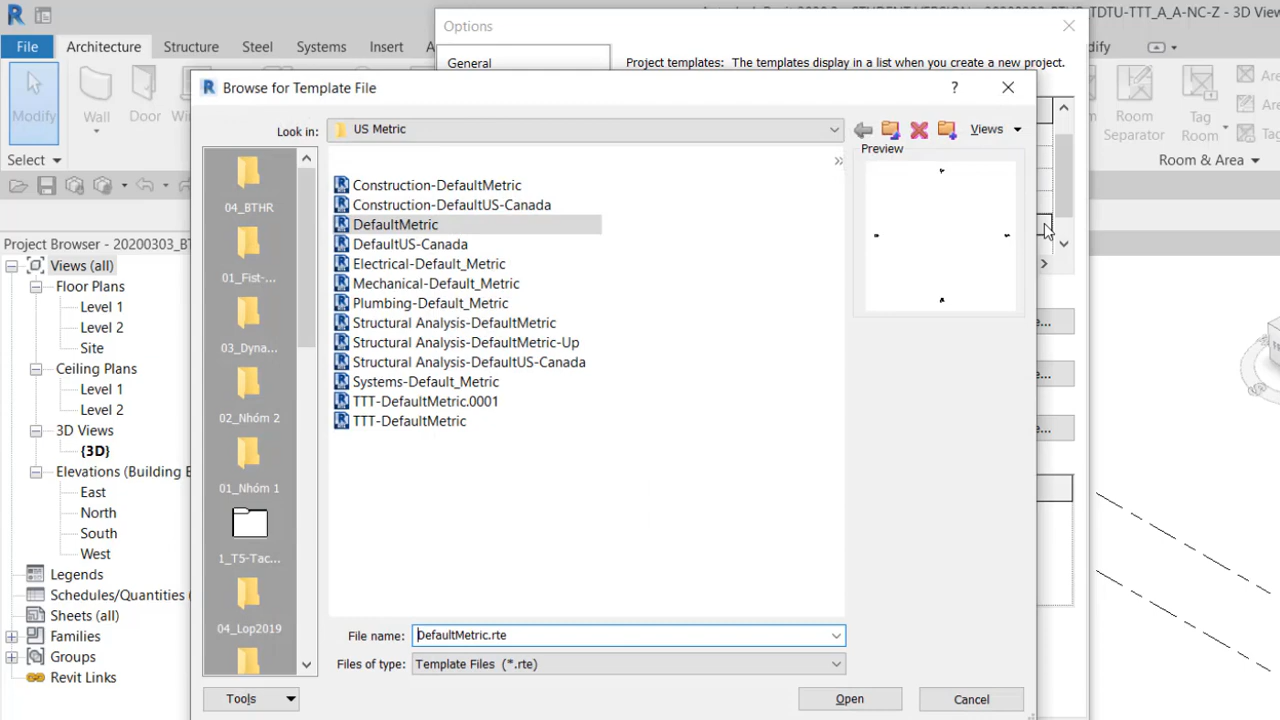 Options
TDTU-TTT_A_A-NC-Z - 3D View
File
Architecture
Structure
Steel
Systems
Insert
General
Project templates: The templates display in a list when you create a new project.
Modify
Wall
Door
Room
Separator
Tag
Room
Select
Room & Area
Browse for Template File
?
Look in:
US Metric
Views
Preview
04_BTHR
01_Fist-...
03_Dyna...
02_Nhóm 2
01_Nhóm 1
1_T5-Tac...
04_Lop2019
Construction-DefaultMetric
Construction-DefaultUS-Canada
DefaultMetric
DefaultUS-Canada
Electrical-Default_Metric
Mechanical-Default_Metric
Plumbing-Default_Metric
Structural Analysis-DefaultMetric
Structural Analysis-DefaultMetric-Up
Structural Analysis-DefaultUS-Canada
Systems-Default_Metric
TTT-DefaultMetric.0001
TTT-DefaultMetric
File name:
DefaultMetric.rte
Files of type:
Template Files (*.rte)
Tools
Open
Cancel
Project Browser - 20200303_BT
Views (all)
Floor Plans
Level 1
Level 2
Site
Ceiling Plans
Level 1
Level 2
3D Views
{3D}
Elevations (Building E
East
North
South
West
Legends
Schedules/Quantities (
Sheets (all)
Families
Groups
Revit Links